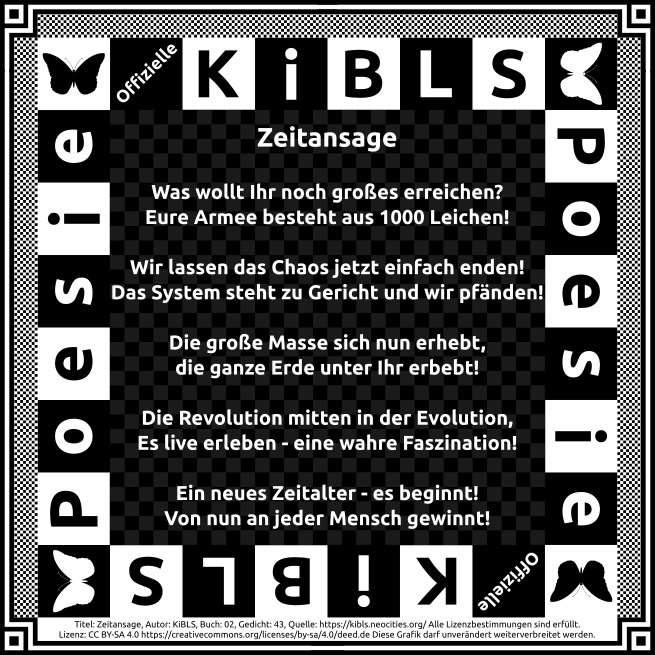 Offizielle
K i B L S
Poesie
Poesie
Zeitansage
Was wollt Ihr noch großes erreichen?
Eure Armee besteht aus 1000 Leichen!
Wir lassen das Chaos jetzt einfach enden!
Das System steht zu Gericht und wir pfänden!
Die große Masse sich nun erhebt,
die ganze Erde unter Ihr erbebt!
Die Revolution mitten in der Evolution,
Es live erleben - eine wahre Faszination!
Ein neues Zeitalter - es beginnt!
Von nun an jeder Mensch gewinnt!
Offizielle
K i B L S
Titel: Zeitansage, Autor: KiBLS, Buch: 02, Gedicht: 43, Quelle: https://kibls.neocities.org/ Alle Lizenzbestimmungen sind erfüllt.
Lizenz: CC BY-SA 4.0 https://creativecommons.org/licenses/by-sa/4.0/deed.de Diese Grafik darf unverändert weiterverbreitet werden.